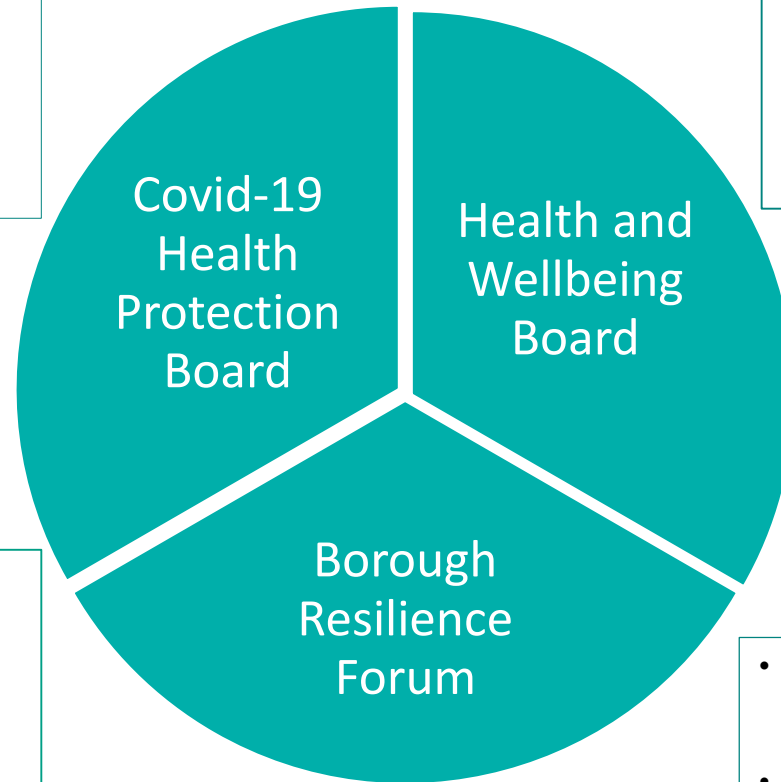 Covid-19
Health
Protection
Board
Health and
Wellbeing
Board
Borough
Resilience
Forum
•
•